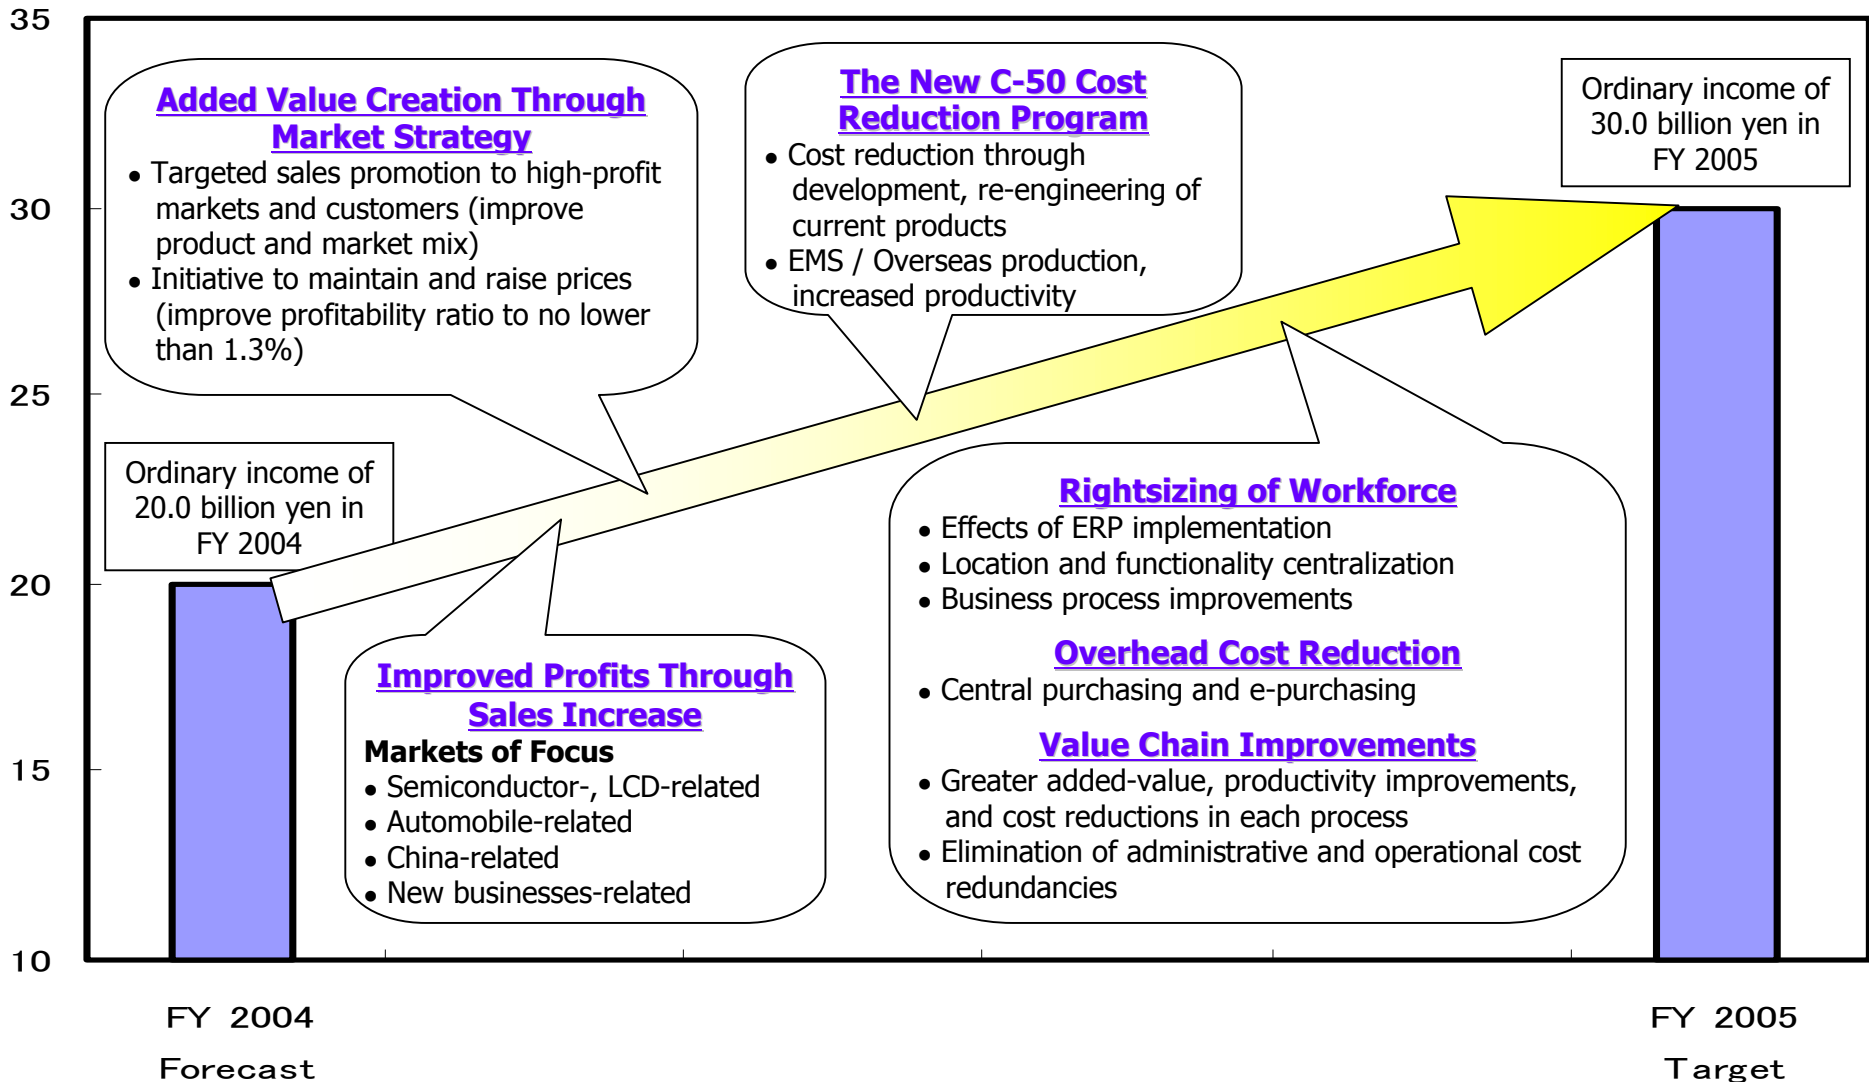 35
30
25
20
15
10
Added Value Creation Through
Market Strategy
● Targeted sales promotion to high-profit
markets and customers (improve
product and market mix)
● Initiative to maintain and raise prices
(improve profitability ratio to no lower
than 1.3%)
The New C-50 Cost
Reduction Program
● Cost reduction through
development, re-engineering of
current products
● EMS / Overseas production,
increased productivity
Ordinary income of
30.0 billion yen in
FY 2005
Ordinary income of
20.0 billion yen in
FY 2004
Improved Profits Through
Sales Increase
Markets of Focus
● Semiconductor-, LCD-related
● Automobile-related
● China-related
● New businesses-related
Rightsizing of Workforce
● Effects of ERP implementation
● Location and functionality centralization
● Business process improvements
Overhead Cost Reduction
● Central purchasing and e-purchasing
Value Chain Improvements
● Greater added-value, productivity improvements,
and cost reductions in each process
● Elimination of administrative and operational cost
redundancies
FY 2004
Forecast
FY 2005
Target